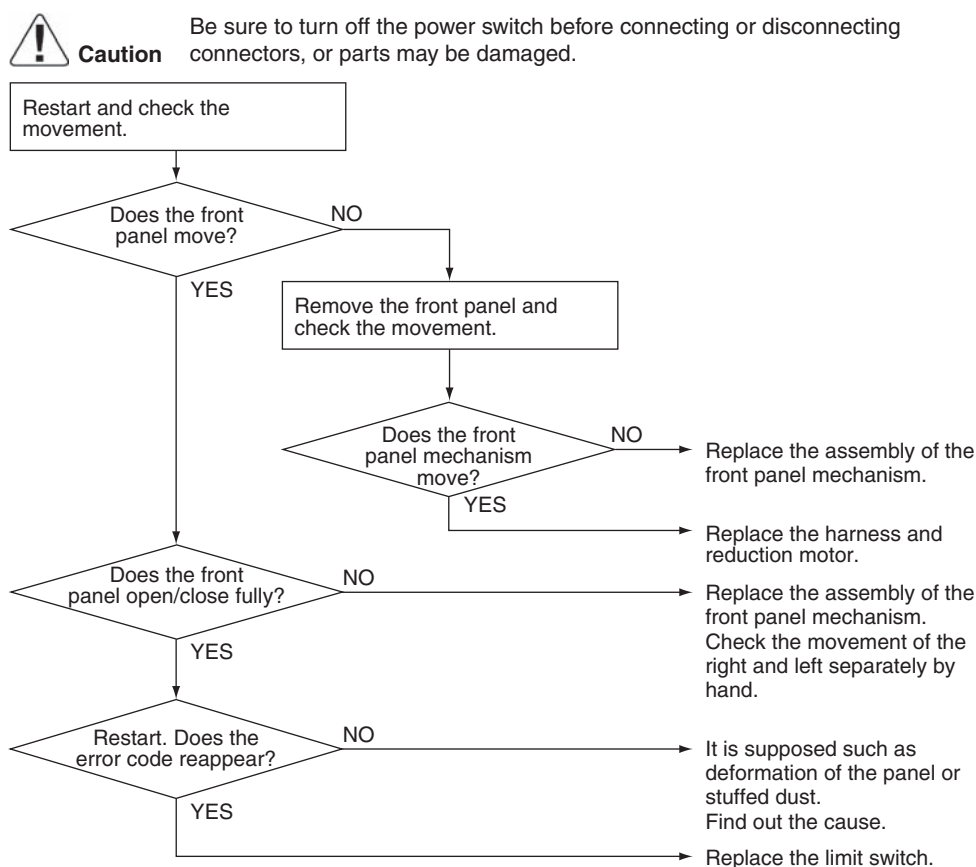 Be sure to turn off the power switch before connecting or disconnecting
Caution connectors, or parts may be damaged.
Restart and check the
movement.
Does the front
panel move?
NO
YES
Remove the front panel and
check the movement.
Does the front
panel mechanism
move?
NO
Replace the assembly of the
front panel mechanism.
YES
Replace the harness and
reduction motor.
Does the front
panel open/close fully?
NO
Replace the assembly of the
front panel mechanism.
Check the movement of the
right and left separately by
hand.
YES
Restart. Does the
error code reappear?
NO
It is supposed such as
deformation of the panel or
stuffed dust.
Find out the cause.
YES
Replace the limit switch.